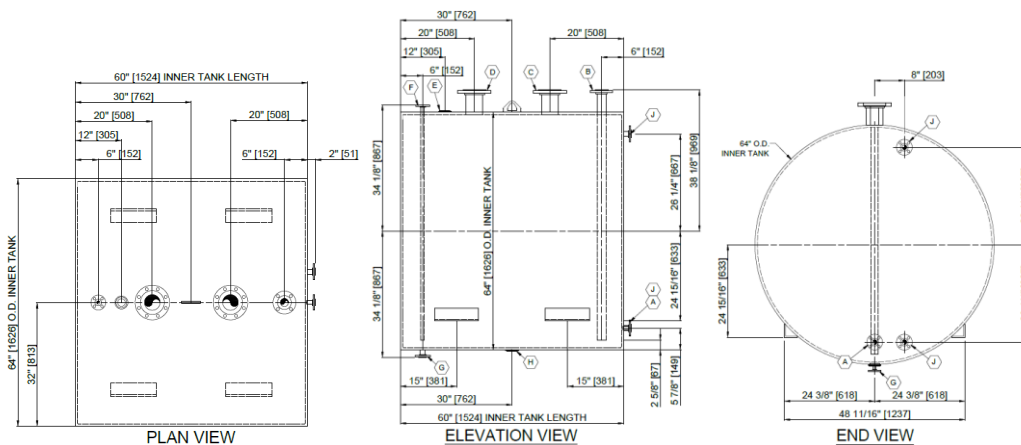 60" [1524] INNER TANK LENGTH
30" [762]
20" [508]
20" [508]
12" [305]
6" [152]
6" [152]
2" [51]
64" [1626] O.D. INNER TANK
32" [813]
PLAN VIEW
30" [762]
20" [508]
20" [508]
12" [305]
6" [152]
6" [152]
F
E
D
C
B
J
34 1/8" [867]
34 1/8" [867]
64" [1626] O.D. INNER TANK
26 1/4" [667]
38 1/8" [969]
24 15/16" [633]
J
A
G
H
15" [381]
15" [381]
2 5/8" [67]
5 7/8" [149]
30" [762]
60" [1524] INNER TANK LENGTH
ELEVATION VIEW
8" [203]
J
64" O.D.
INNER TANK
24 15/16" [633]
A
J
G
24 3/8" [618]
24 3/8" [618]
48 11/16" [1237]
END VIEW